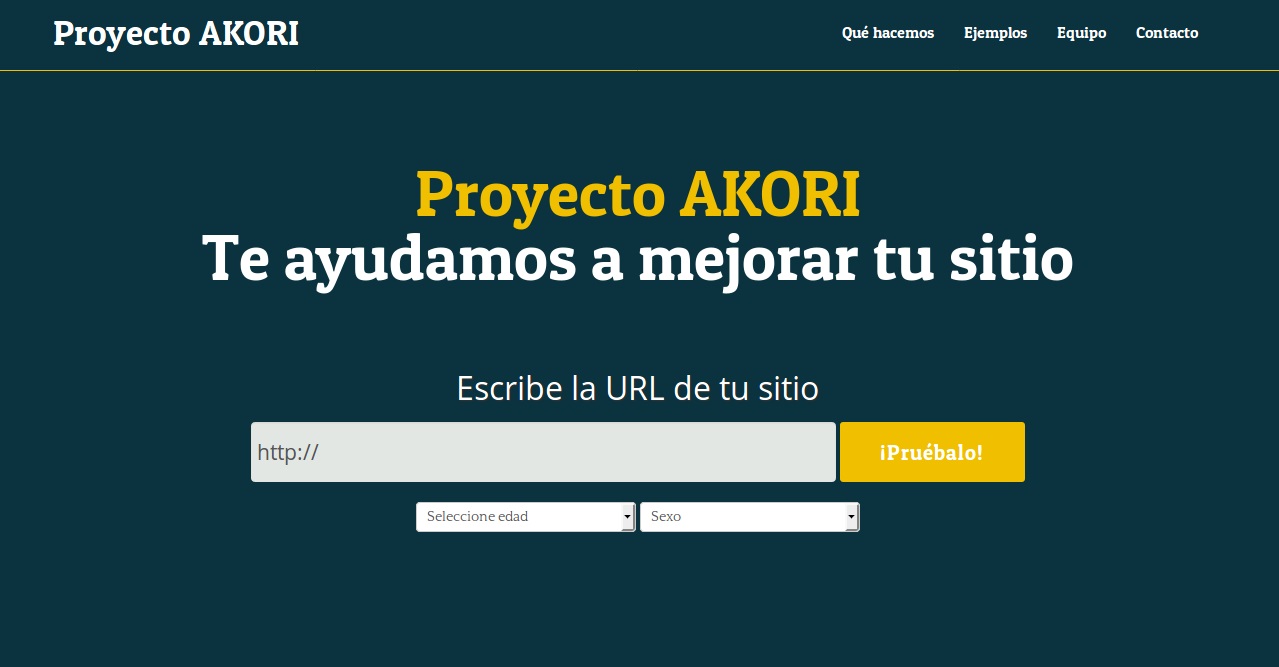 Proyecto AKORI
Qué hacemos Ejemplos Equipo Contacto
Proyecto AKORI
Te ayudamos a mejorar tu sitio
Escribe la URL de tu sitio
http:// ¡Pruébalo!
Seleccione edad Sexo